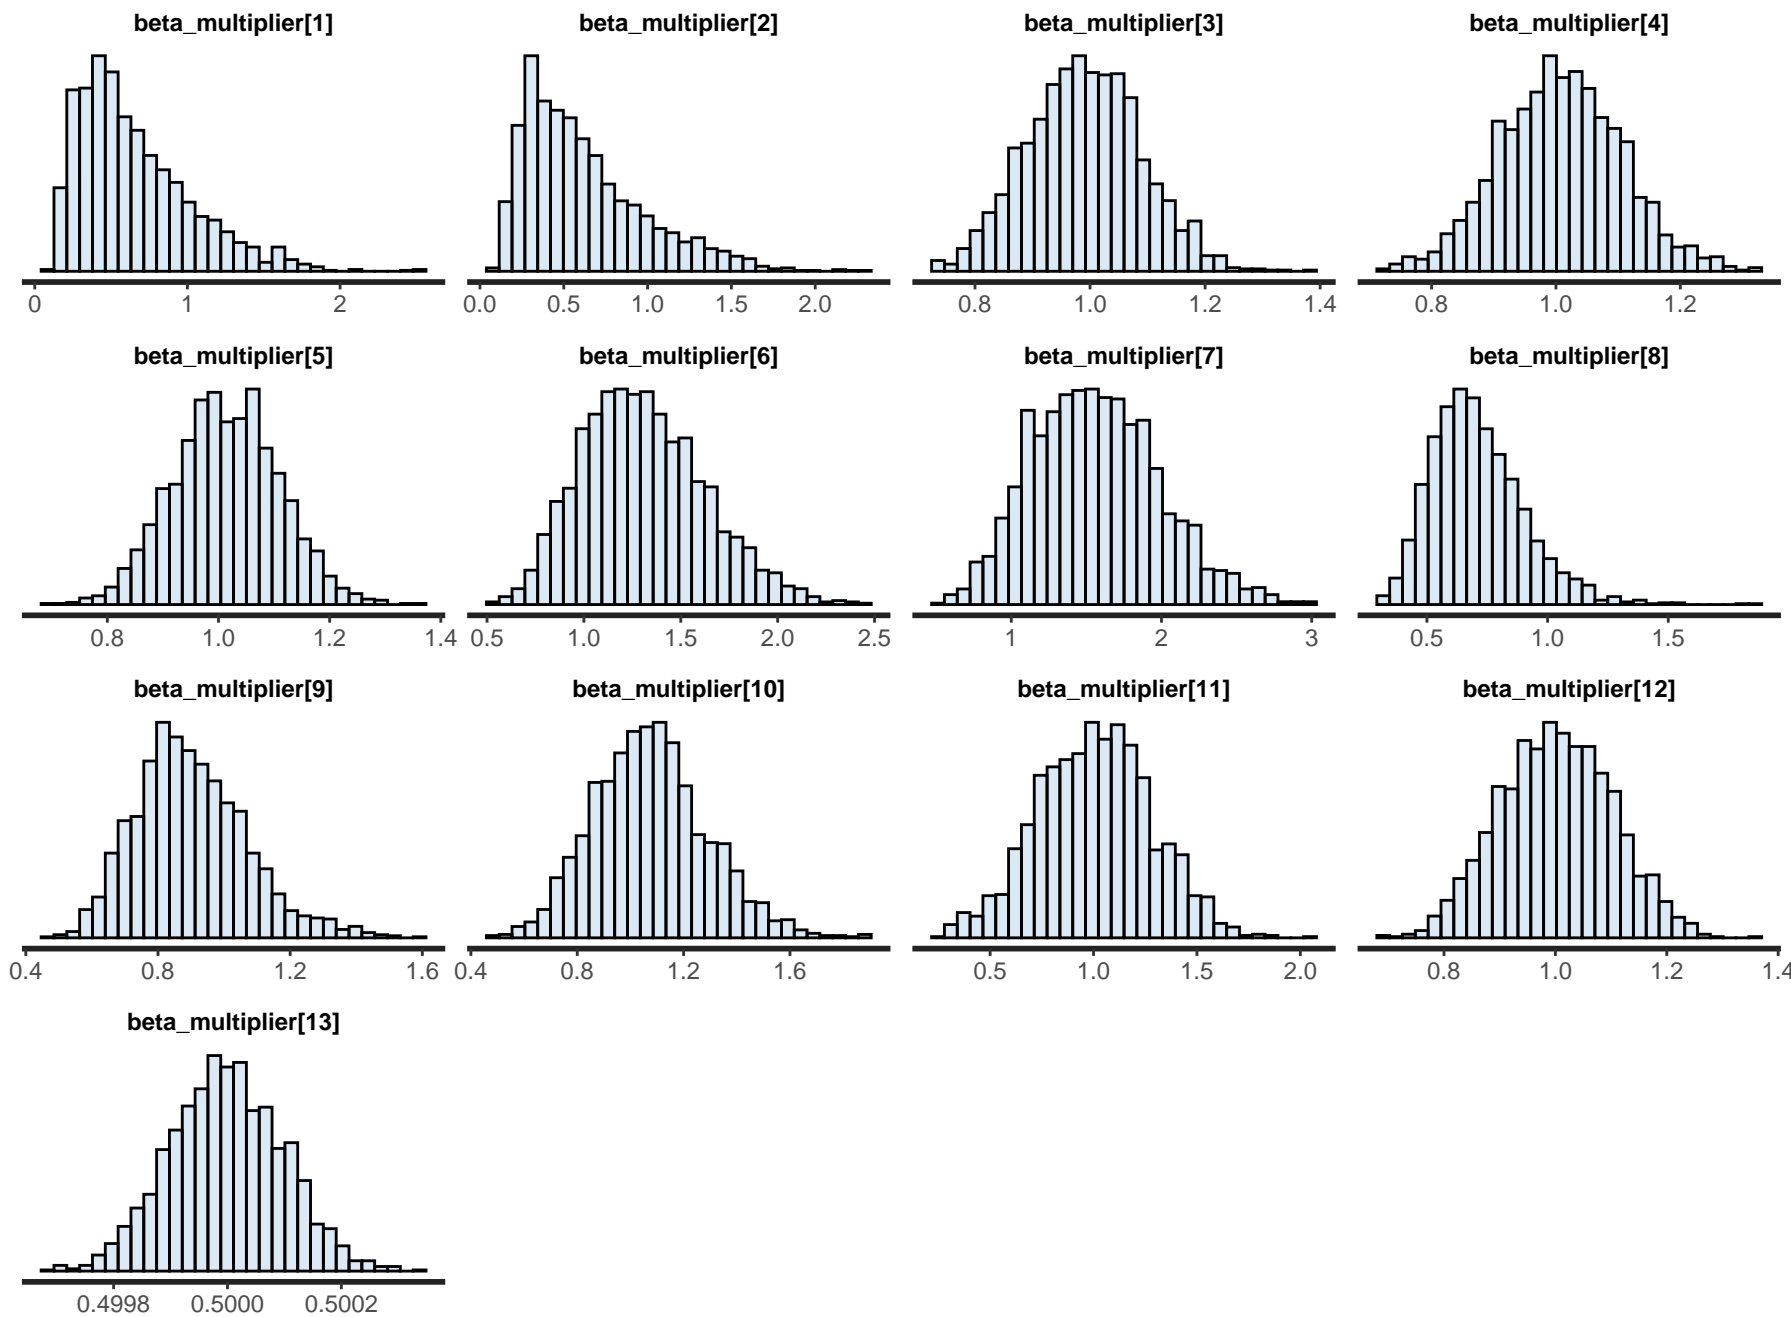 beta_multiplier[1] beta_multiplier[2] beta_multiplier[3] beta_multiplier[4]
0 1 2 0.0 0.5 1.0 1.5 2.0 0.8 1.0 1.2 1.4 0.8 1.0 1.2
beta_multiplier[5] beta_multiplier[6] beta_multiplier[7] beta_multiplier[8]
0.8 1.0 1.2 1.4 0.5 1.0 1.5 2.0 2.5 1 2 3 0.5 1.0 1.5
beta_multiplier[9] beta_multiplier[10] beta_multiplier[11] beta_multiplier[12]
0.4 0.8 1.2 1.6 0.4 0.8 1.2 1.6 0.5 1.0 1.5 2.0 0.8 1.0 1.2 1.4
beta_multiplier[13]
0.4998 0.5000 0.5002